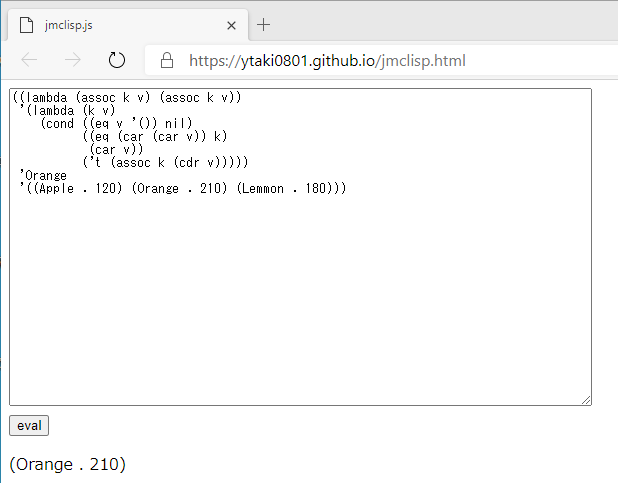 jmclisp.js
https://ytaki0801.github.io/jmclisp.html
((lambda (assoc k v) (assoc k v))
 '(lambda (k v)
    (cond ((eq v '()) nil)
          ((eq (car (car v)) k)
           (car v))
          ('t (assoc k (cdr v)))))
 'Orange
 '((Apple . 120) (Orange . 210) (Lemmon . 180)))
eval
(Orange . 210)